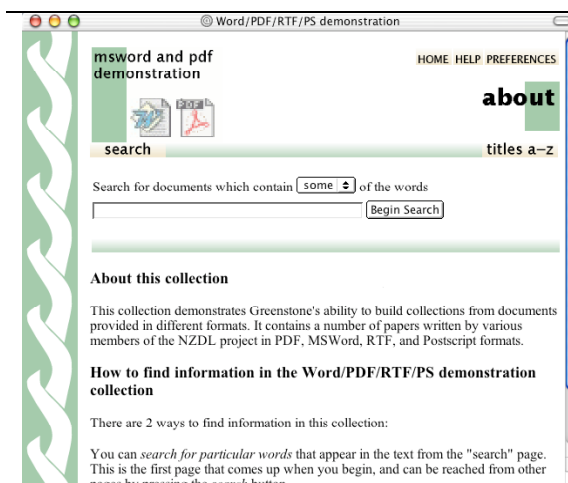 Word/PDF/RTF/PS demonstration
msword and pdf
demonstration
HOME HELP PREFERENCES
PDF
about
search
titles a–z
Search for documents which contain some of the words
Begin Search
About this collection
This collection demonstrates Greenstone's ability to build collections from documents
provided in different formats. It contains a number of papers written by various
members of the NZDL project in PDF, MSWord, RTF, and Postscript formats.
How to find information in the Word/PDF/RTF/PS demonstration
collection
There are 2 ways to find information in this collection:
You can search for particular words that appear in the text from the "search" page.
This is the first page that comes up when you begin, and can be reached from other
pages by pressing the search button